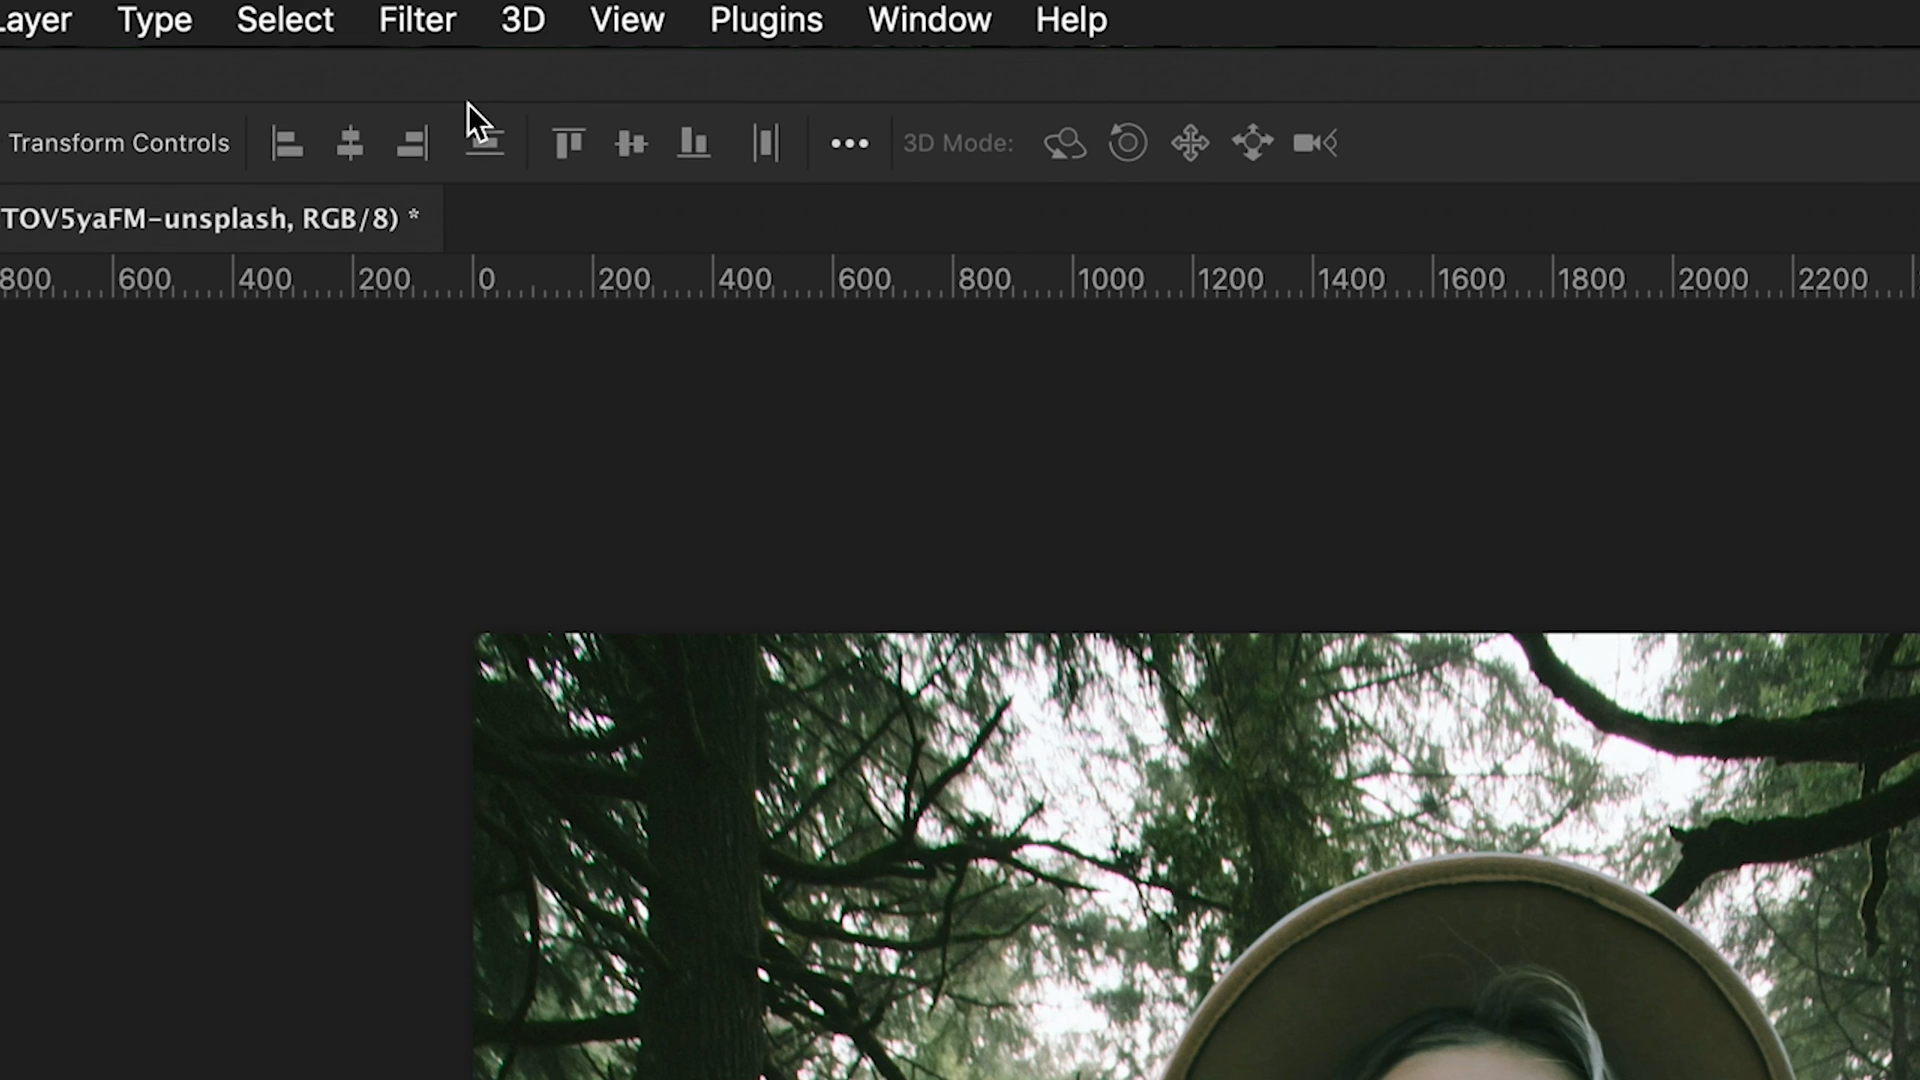 Layer Type Select Filter 3D View Plugins Window Help
Transform Controls 3D Mode:
TOV5yaFM-unsplash, RGB/8) *
800 600 400 200 0 200 400 600 800 1000 1200 1400 1600 1800 2000 2200